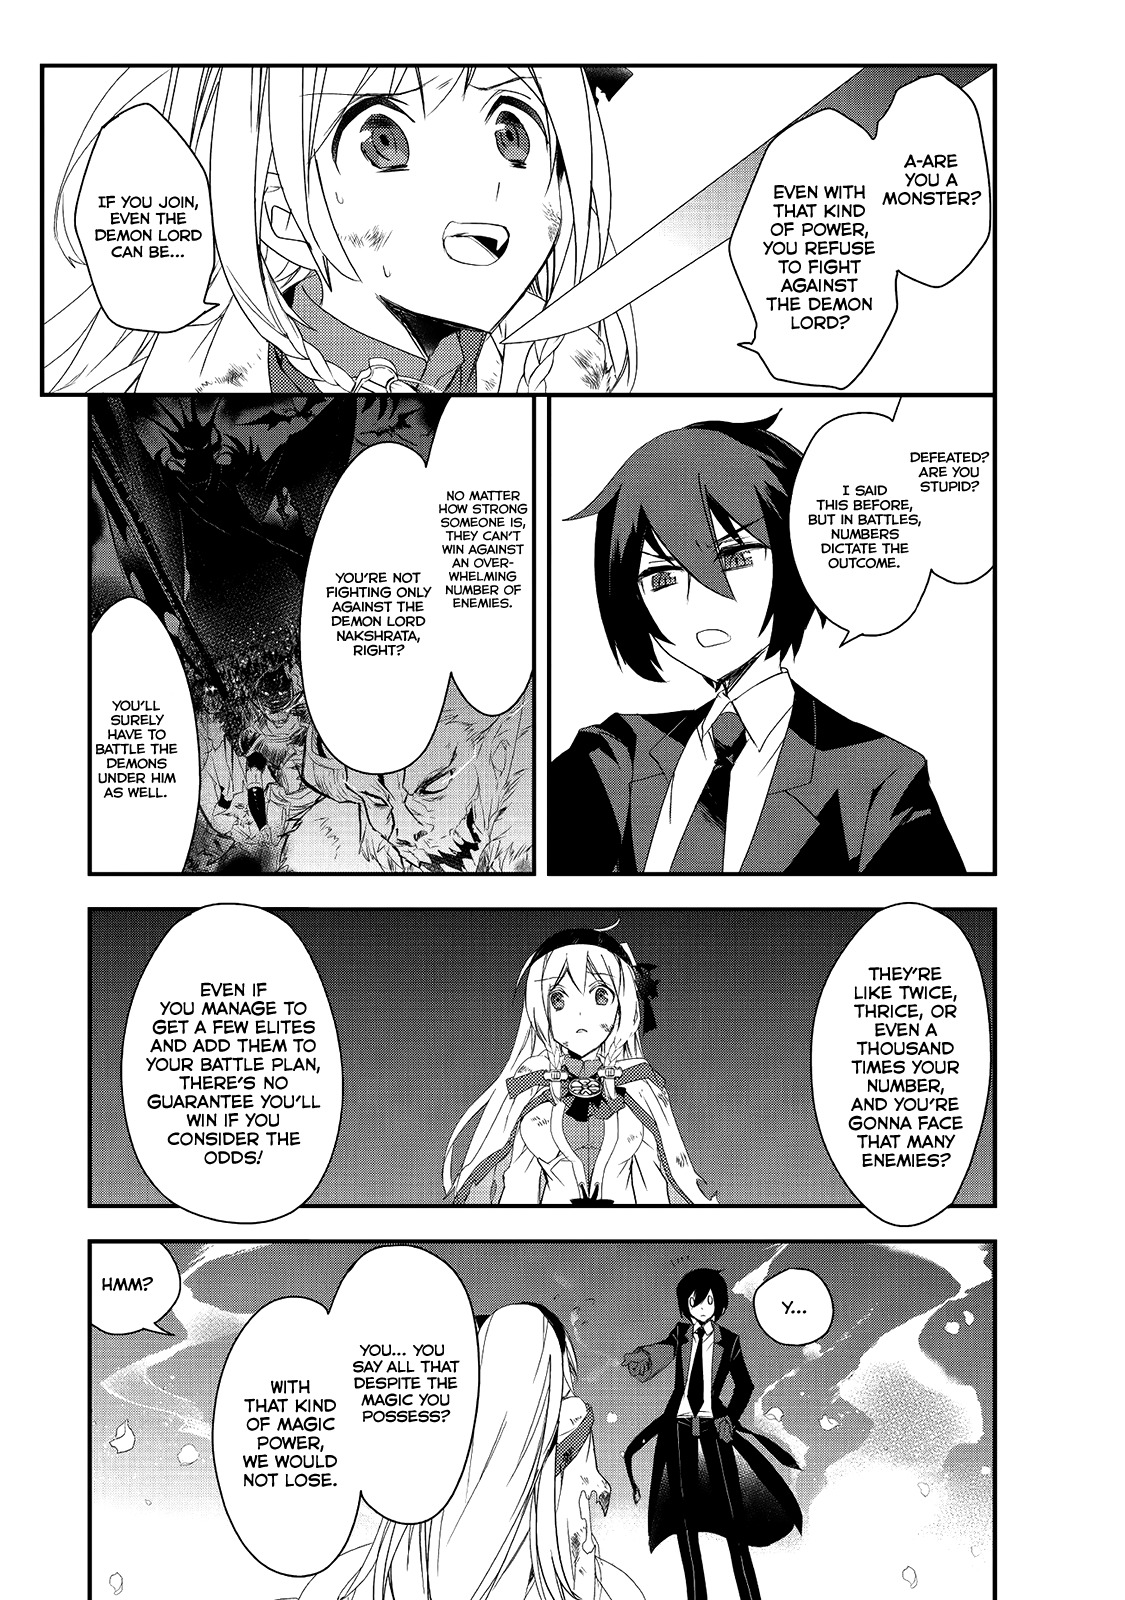 A-ARE
YOU A
MONSTER?
EVEN WITH
THAT KIND
OF POWER,
YOU REFUSE
TO FIGHT
AGAINST
THE DEMON
LORD?
IF YOU JOIN,
EVEN THE
DEMON LORD
CAN BE...
DEFEATED?
ARE YOU
STUPID?
I SAID
THIS BEFORE,
BUT IN BATTLES,
NUMBERS
DICTATE THE
OUTCOME.
NO MATTER
HOW STRONG
SOMEONE IS,
THEY CAN'T
WIN AGAINST
AN OVER-
WHELMING
NUMBER OF
ENEMIES.
YOU'RE NOT
FIGHTING ONLY
AGAINST THE
DEMON LORD
NAKSHRATA,
RIGHT?
YOU'LL
SURELY
HAVE TO
BATTLE THE
DEMONS
UNDER HIM
AS WELL.
THEY'RE
LIKE TWICE,
THRICE, OR
EVEN A
THOUSAND
TIMES YOUR
NUMBER,
AND YOU'RE
GONNA FACE
THAT MANY
ENEMIES?
EVEN IF
YOU MANAGE TO
GET A FEW ELITES
AND ADD THEM TO
YOUR BATTLE PLAN,
THERE'S NO
GUARANTEE YOU'LL
WIN IF YOU
CONSIDER THE
ODDS!
Y...
YOU... YOU
SAY ALL THAT
DESPITE THE
MAGIC YOU
POSSESS?
WITH
THAT KIND
OF MAGIC
POWER,
WE WOULD
NOT LOSE.
HMM?